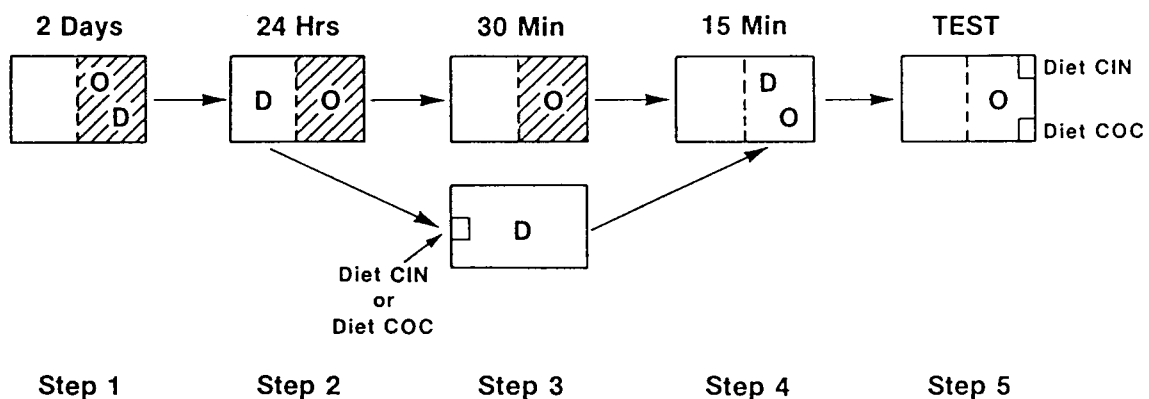 2 Days 24 Hrs 30 Min 15 Min TEST
O D
D O
O
D O
O
Diet CIN
Diet COC
D
Diet CIN
or
Diet COC
Step 1 Step 2 Step 3 Step 4 Step 5